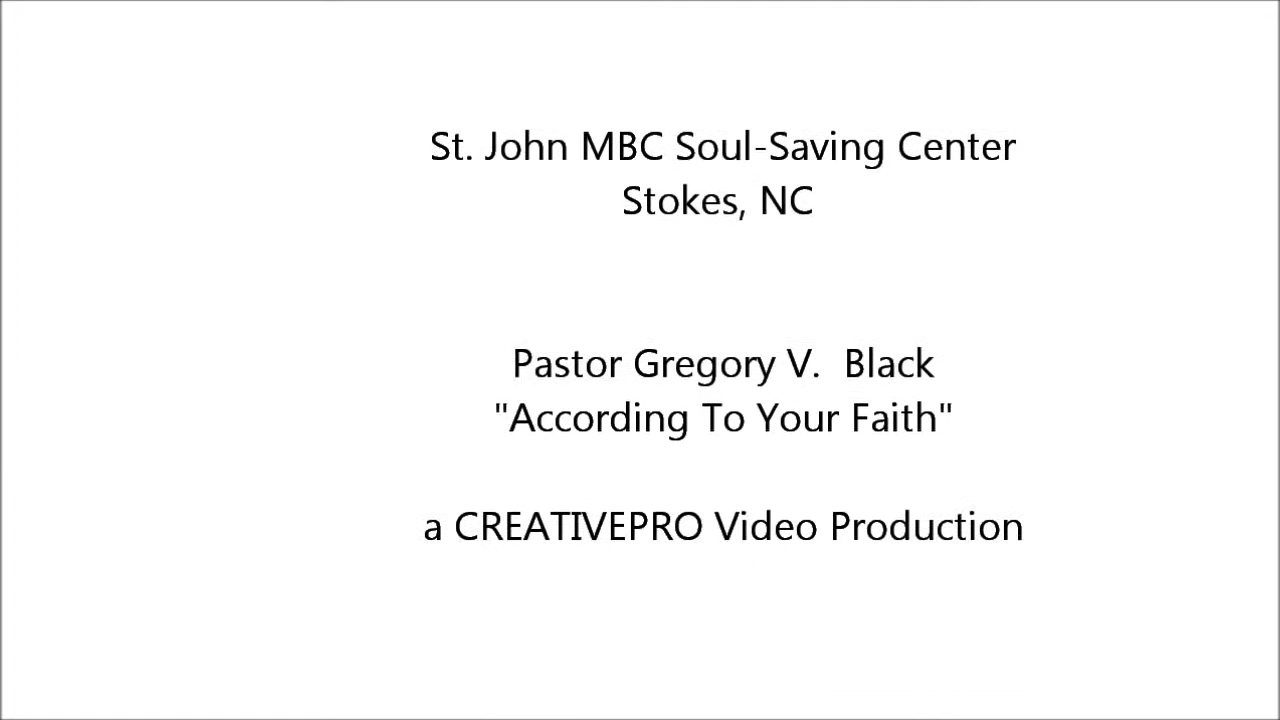 St. John MBC Soul-Saving Center
Stokes, NC
Pastor Gregory V.  Black
"According To Your Faith"
a CREATIVEPRO Video Production